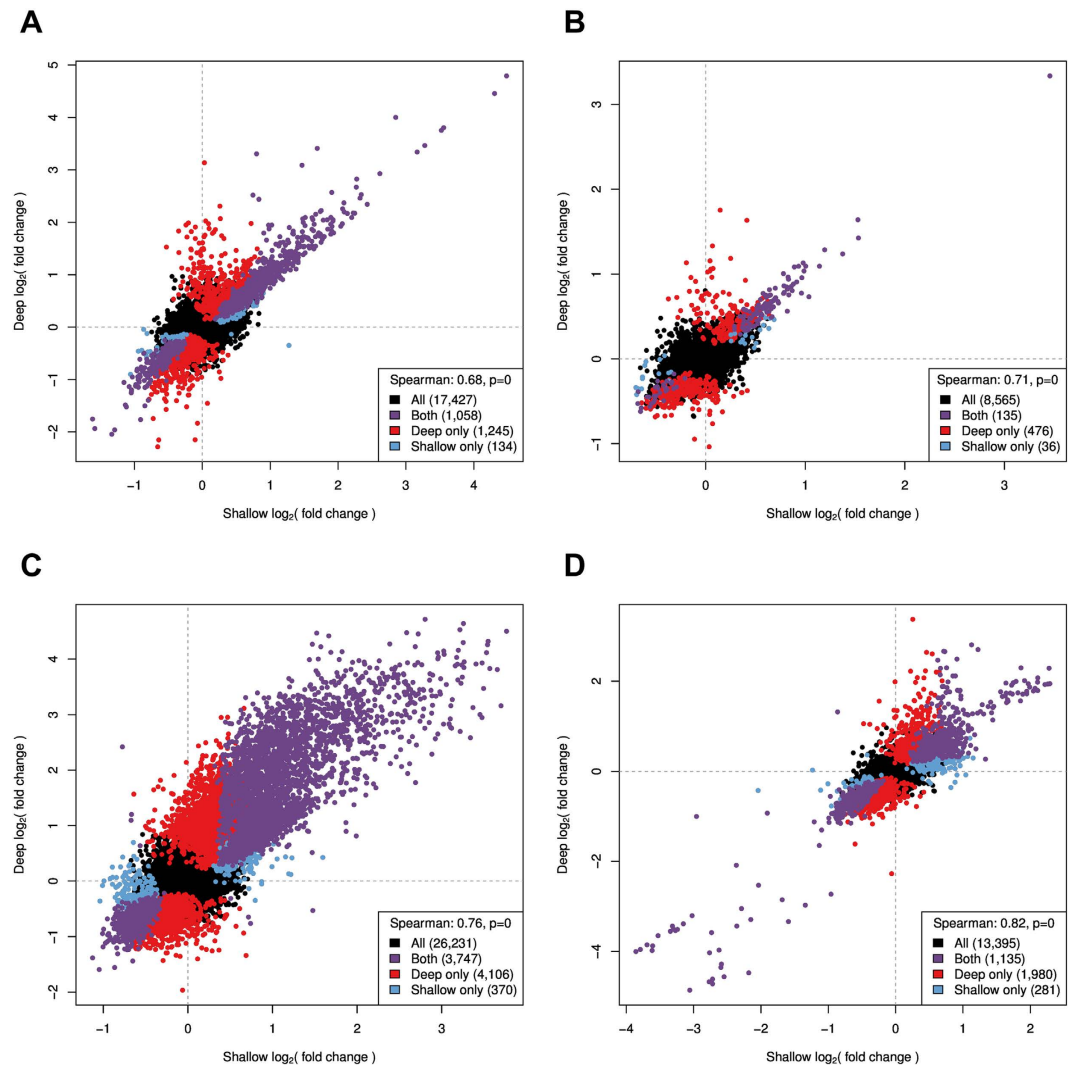 A
Deep log2( fold change )
5
4
3
2
1
0
−1
−2
Spearman: 0.68, p=0
All (17,427)
Both (1,058)
Deep only (1,245)
Shallow only (134)
−1 0 1 2 3 4
Shallow log2( fold change )
B
Deep log2( fold change )
3
2
1
0
−1
Spearman: 0.71, p=0
All (8,565)
Both (135)
Deep only (476)
Shallow only (36)
0 1 2 3
Shallow log2( fold change )
C
Deep log2( fold change )
4
3
2
1
0
−1
−2
Spearman: 0.76, p=0
All (26,231)
Both (3,747)
Deep only (4,106)
Shallow only (370)
−1 0 1 2 3
Shallow log2( fold change )
D
Deep log2( fold change )
2
0
−2
−4
Spearman: 0.82, p=0
All (13,395)
Both (1,135)
Deep only (1,980)
Shallow only (281)
−4 −3 −2 −1 0 1 2
Shallow log2( fold change )